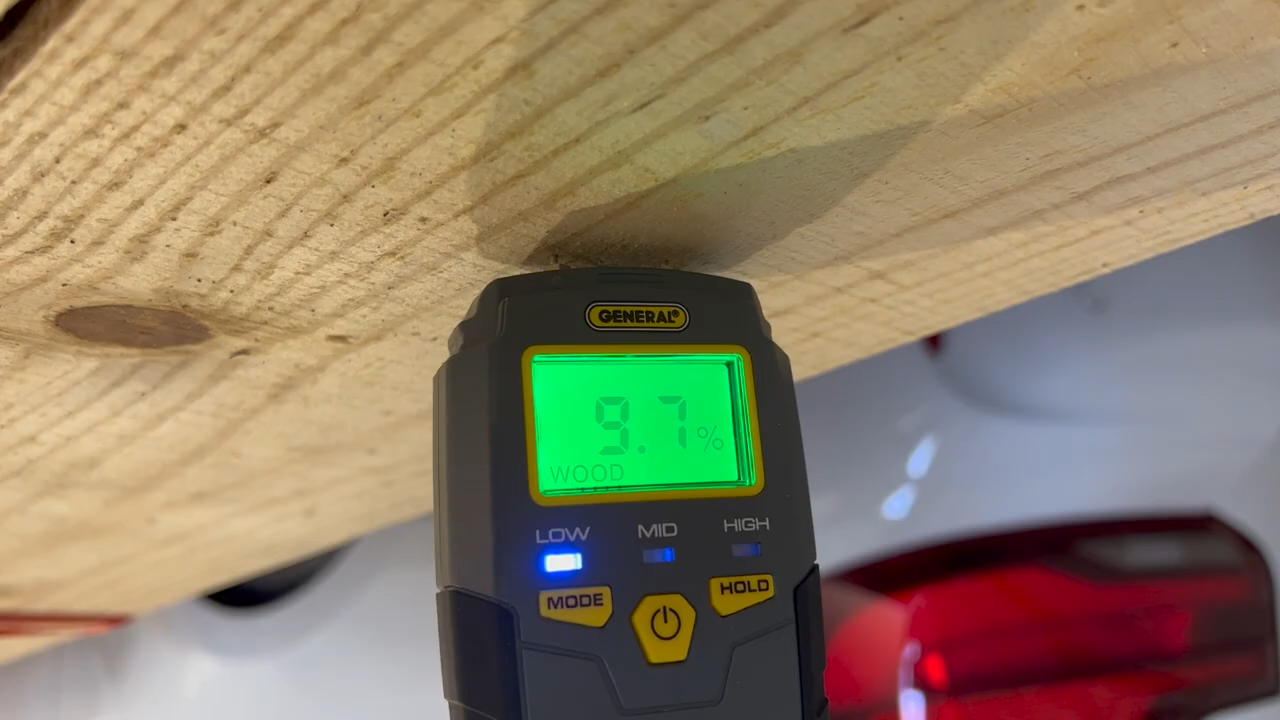 GENERAL®
9.7%
WOOD
LOW MID HIGH
MODE HOLD